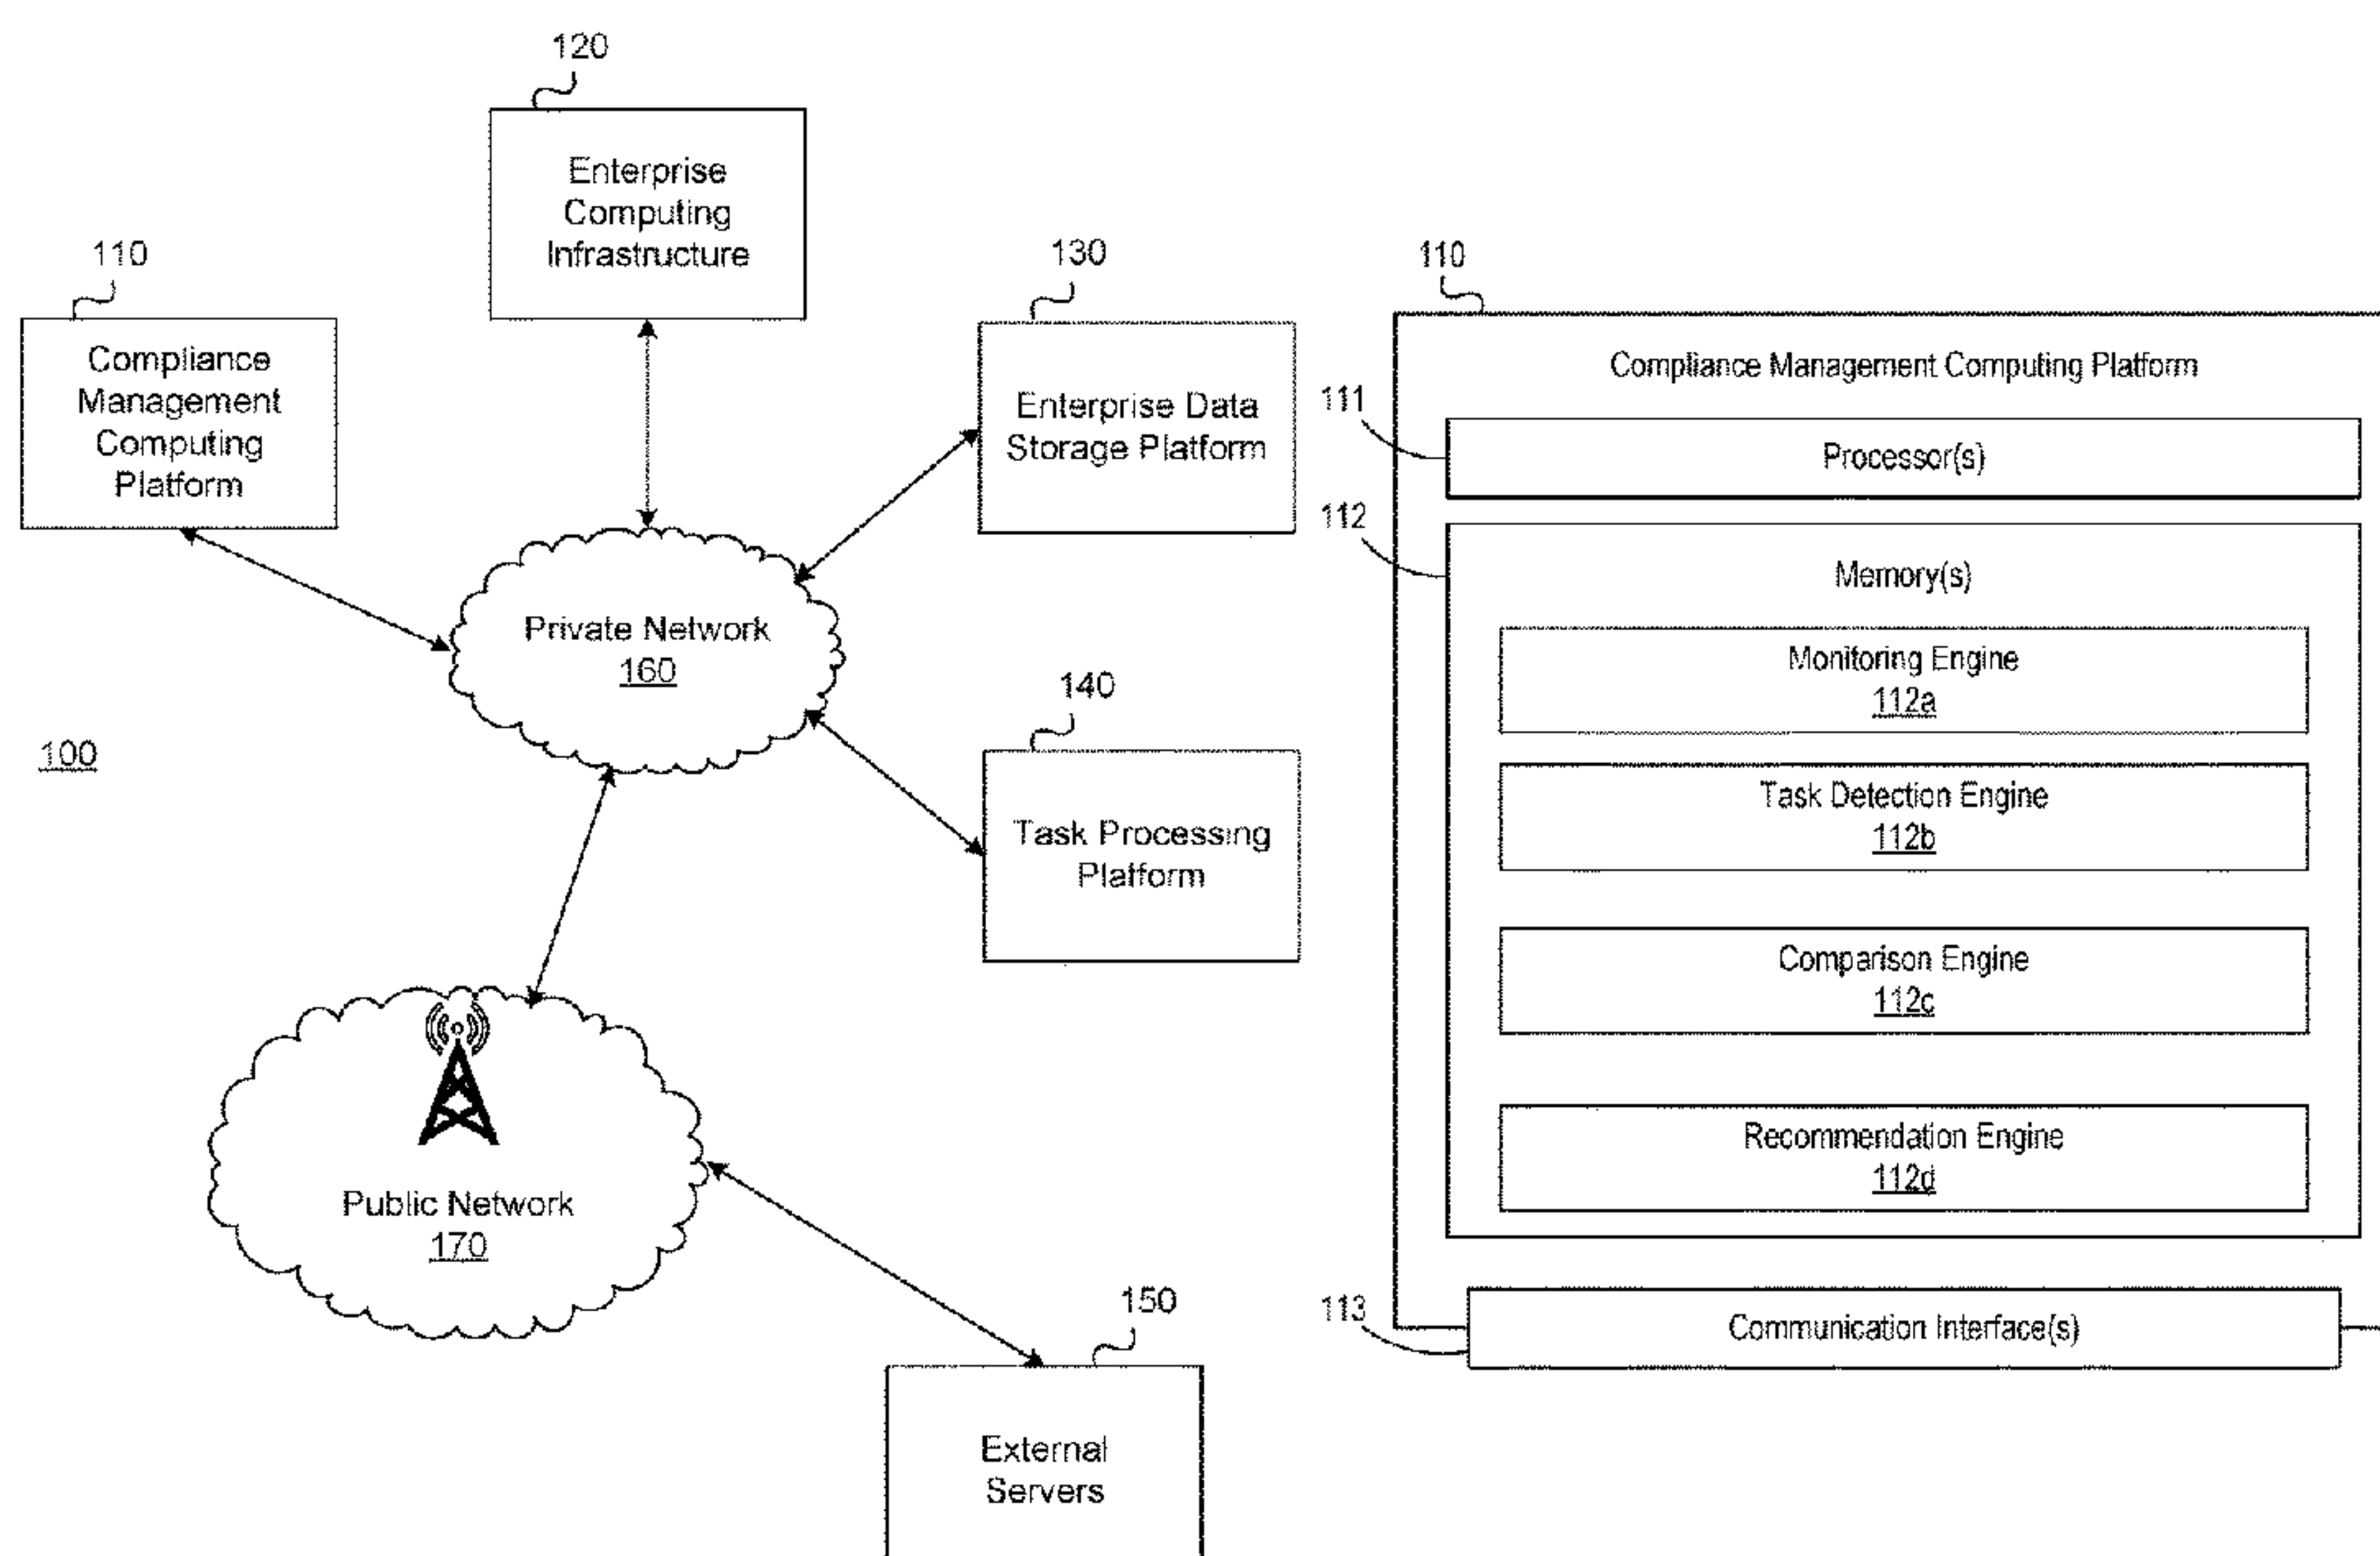 120
Enterprise
Computing
Infrastructure
110
Compliance
Management
Computing
Platform
130
Enterprise Data
Storage Platform
Private Network
160
140
Task Processing
Platform
100
Public Network
170
150
External
Servers
110
Compliance Management Computing Platform
111
Processor(s)
112
Memory(s)
Monitoring Engine
112a
Task Detection Engine
112b
Comparison Engine
112c
Recommendation Engine
112d
113
Communication Interface(s)